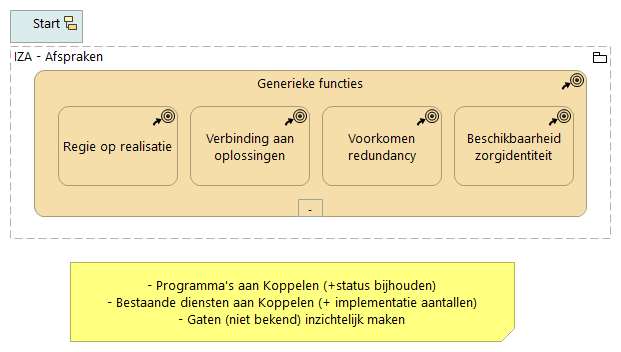 Start
IZA - Afspraken
Generieke functies
Regie op realisatie
Verbinding aan
oplossingen
Voorkomen
redundancy
Beschikbaarheid
zorgidentiteit
-
- Programma's aan Koppelen (+status bijhouden)
- Bestaande diensten aan Koppelen (+ implementatie aantallen)
- Gaten (niet bekend) inzichtelijk maken